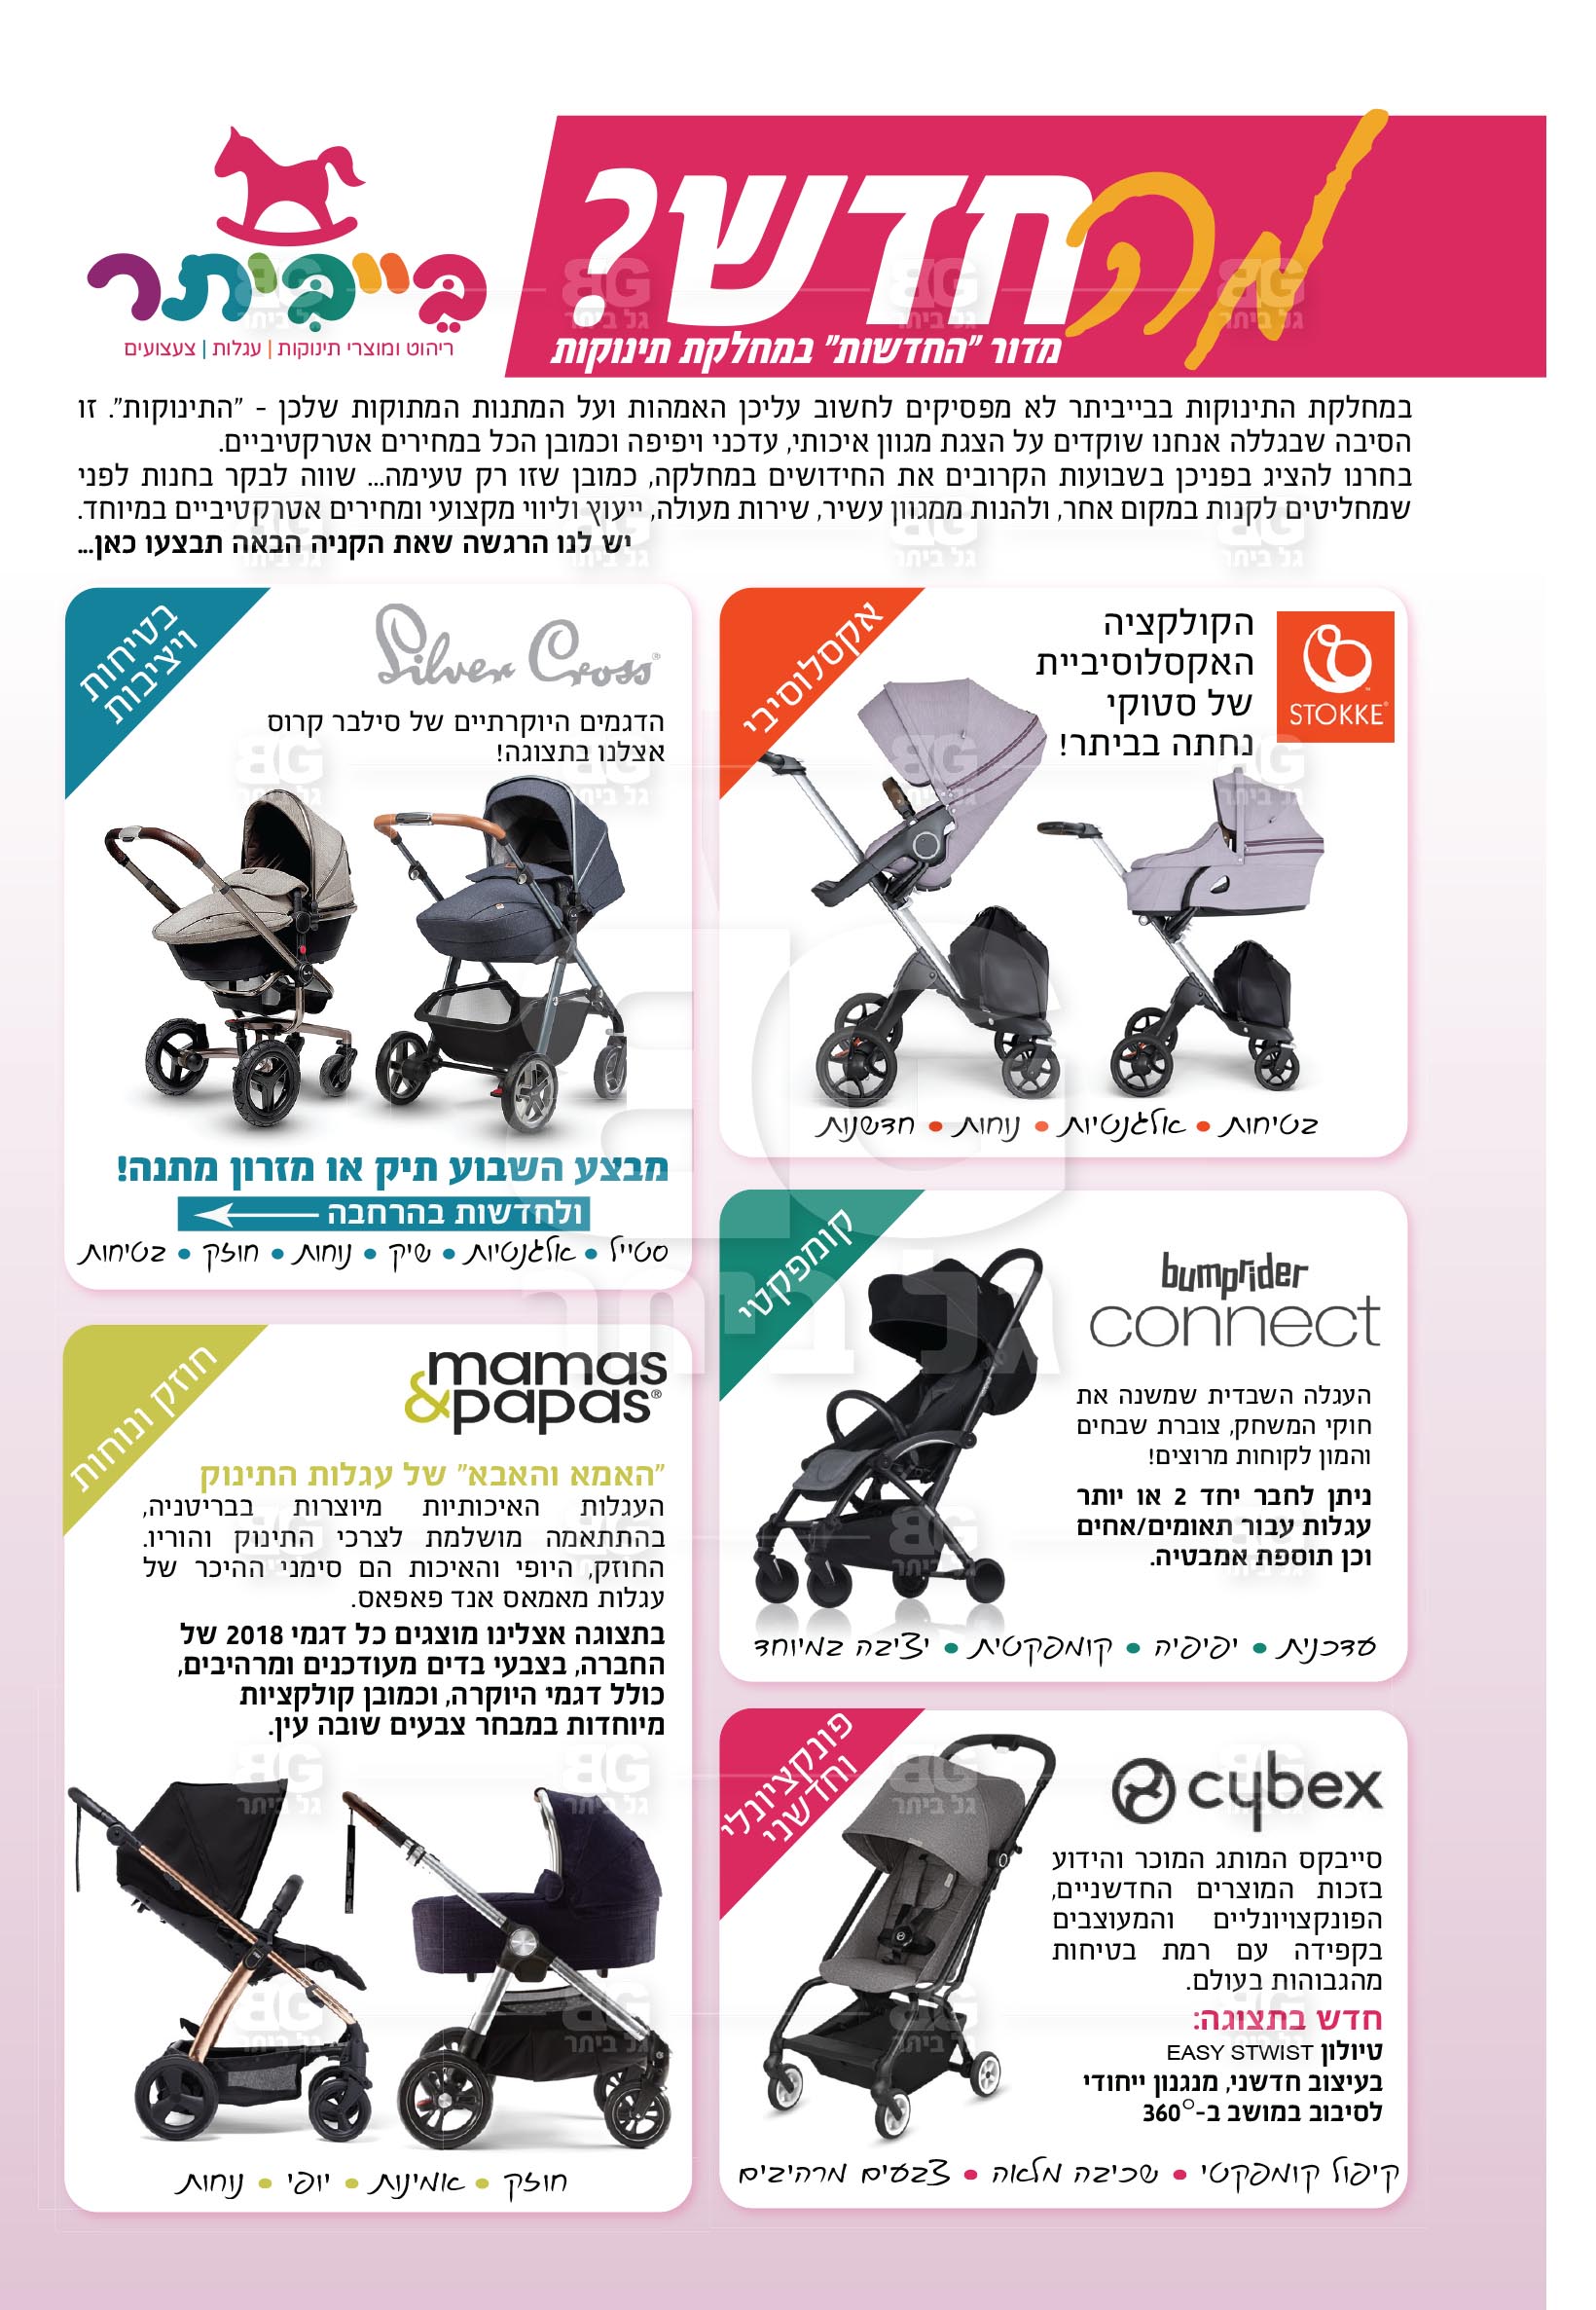 מה חדש?
מדור "החדשות" במחלקת תינוקות
בייביתר
ריהוט ומוצרי תינוקות | עגלות | צעצועים
במחלקת התינוקות בבייביתר לא מפסיקים לחשוב עליכן האמהות ועל המתנות המתוקות שלכן - "התינוקות". זו
הסיבה שבגללה אנחנו שוקדים על הצגת מגוון איכותי, עדכני ויפיפה וכמובן הכל במחירים אטרקטיביים.
בחרנו להציג בפניכן בשבועות הקרובים את החידושים במחלקה, כמובן שזו רק טעימה... שווה לבקר בחנות לפני
שמחליטים לקנות במקום אחר, ולהנות ממגוון עשיר, שירות מעולה, ייעוץ וליווי מקצועי ומחירים אטרקטיביים במיוחד.
יש לנו הרגשה שאת הקניה הבאה תבצעו כאן...
אקסלוסיבי
STOKKE
הקולקציה
האקסלוסיביית
של סטוקי
נחתה בביתר!
בטיחות • אלגנטיות • נוחות • חדשנות
בטיחות
ויציבות
Silver Cross
הדגמים היוקרתיים של סילבר קרוס
אצלנו בתצוגה!
מבצע השבוע תיק או מזרון מתנה!
ולחדשות בהרחבה
סטייל • אלגנטיות • שיק • נוחות • חוזק • בטיחות
קומפקטי
bumprider
connect
העגלה השבדית שמשנה את
חוקי המשחק, צוברת שבחים
והמון לקוחות מרוצים!
ניתן לחבר יחד 2 או יותר
עגלות עבור תאומים/אחים
וכן תוספת אמבטיה.
עדכנית • יפיפיה • קומפקטית • יציבה במיוחד
חוזק ונוחות
mamas
&papas®
"האמא והאבא" של עגלות התינוק
העגלות האיכותיות מיוצרות בבריטניה,
בהתתאמה מושלמת לצרכי התינוק והוריו.
החוזק, היופי והאיכות הם סימני ההיכר של
עגלות מאמאס אנד פאפאס.
בתצוגה אצלינו מוצגים כל דגמי 2018 של
החברה, בצבעי בדים מעודכנים ומרהיבים,
כולל דגמי היוקרה, וכמובן קולקציות
מיוחדות במבחר צבעים שובה עין.
חוזק • אמינות • יופי • נוחות
פונקציונלי
וחדשני
cybex
סייבקס המותג המוכר והידוע
בזכות המוצרים החדשניים,
הפונקצויונליים והמעוצבים
בקפידה עם רמת בטיחות
מהגבוהות בעולם.
חדש בתצוגה:
טיולון EASY STWIST
בעיצוב חדשני, מנגנון ייחודי
לסיבוב במושב ב-360°
קיפול קומפקטי • שכיבה מלאה • צבעים מרהיבים
BG
גל ביתר